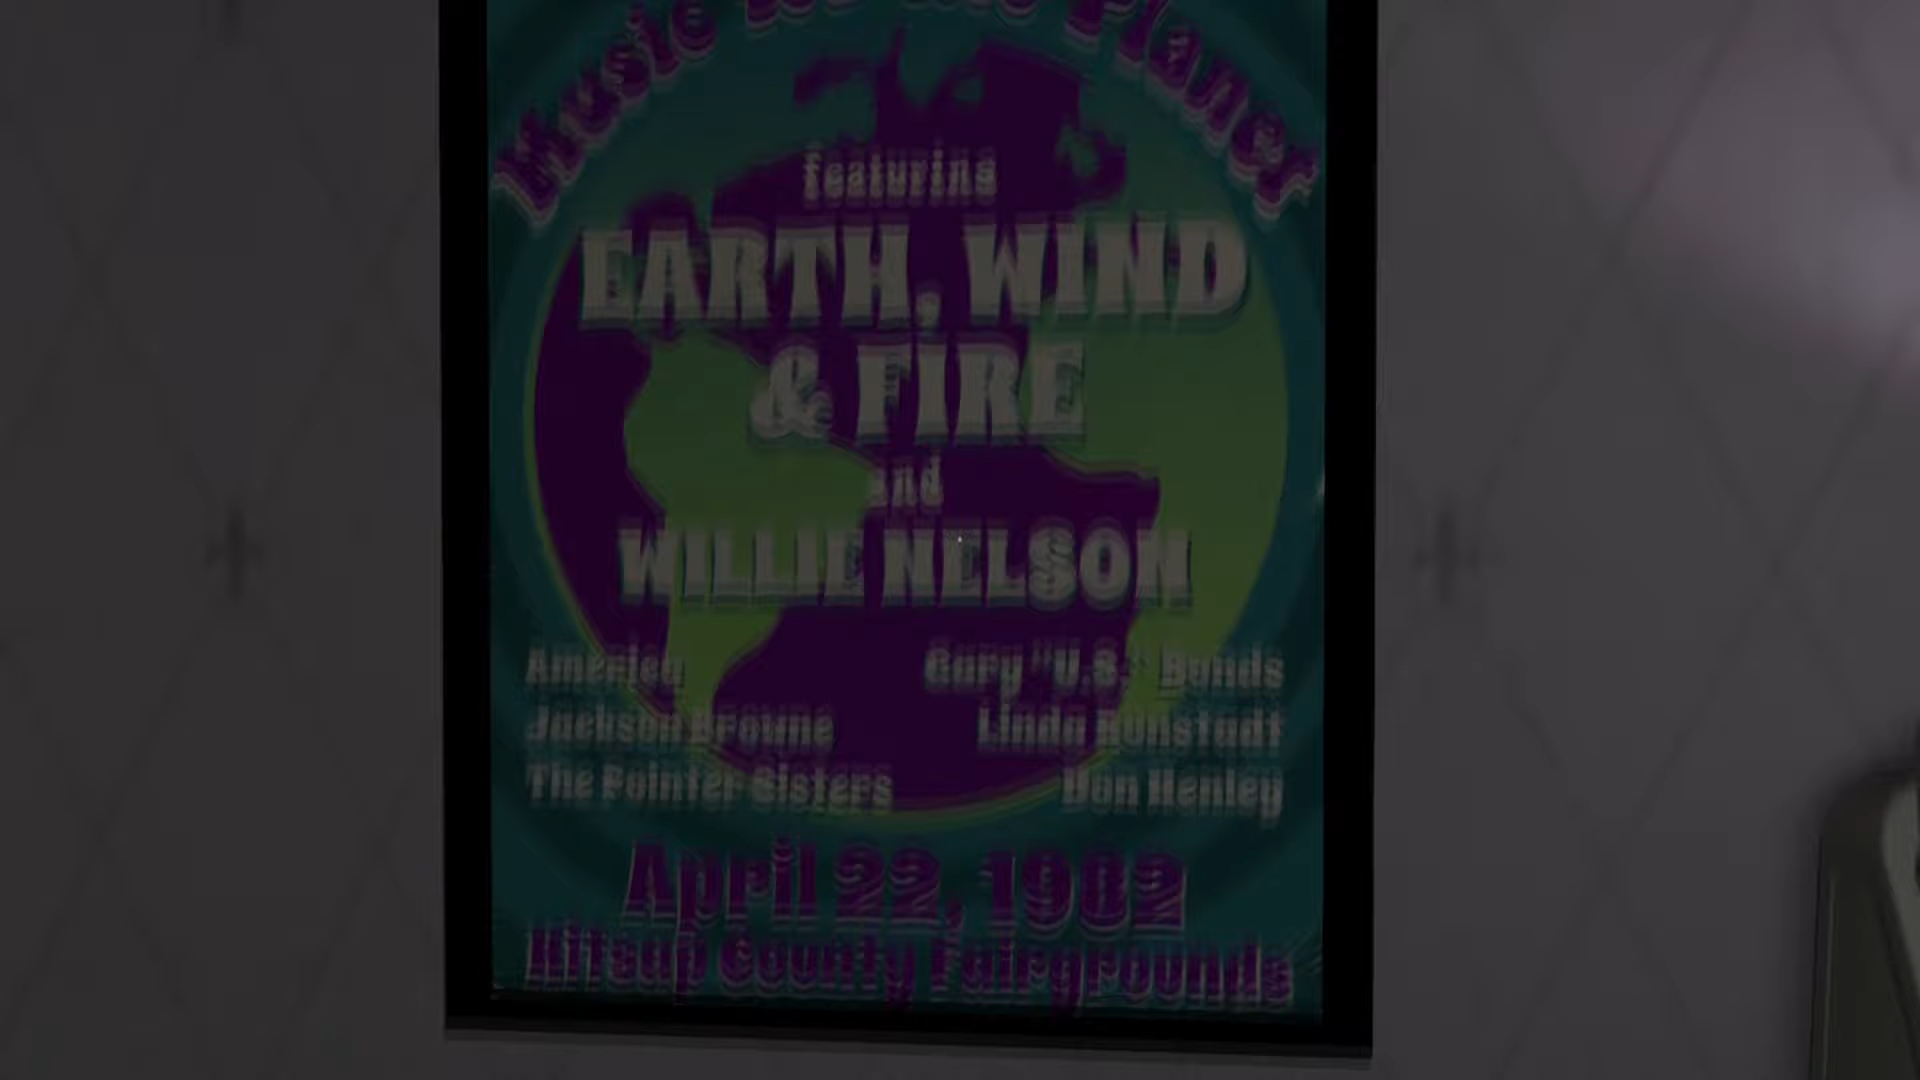 Music for the Planet
featuring
EARTH, WIND
& FIRE
and
WILLIE NELSON
America
Gary "U.S." Bonds
Jackson Browne
Linda Ronstadt
The Pointer Sisters
Don Henley
April 22, 1982
Kitsap County Fairgrounds